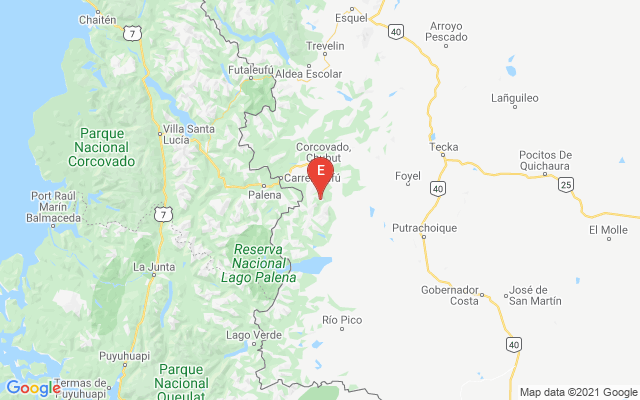 Chaitén
7
Esquel
Arroyo
Pescado
40
Trevelin
Futaleufú
Aldea Escolar
Lañguileo
Parque
Nacional
Corcovado
Villa Santa
Lucía
Corcovado,
Chubut
Tecka
Pocitos De
Quichaura
E
Carrenleufú
Foyel
40
25
Port Raúl
Marín
Balmaceda
Palena
7
Putrachoique
El Molle
Reserva
Nacional
Lago Palena
La Junta
Gobernador
Costa
José de
San Martín
Río Pico
Lago Verde
40
Puyuhuapi
Parque
Nacional
Queulat
Termas de
Puyuhuapi
Google
Map data ©2021 Google